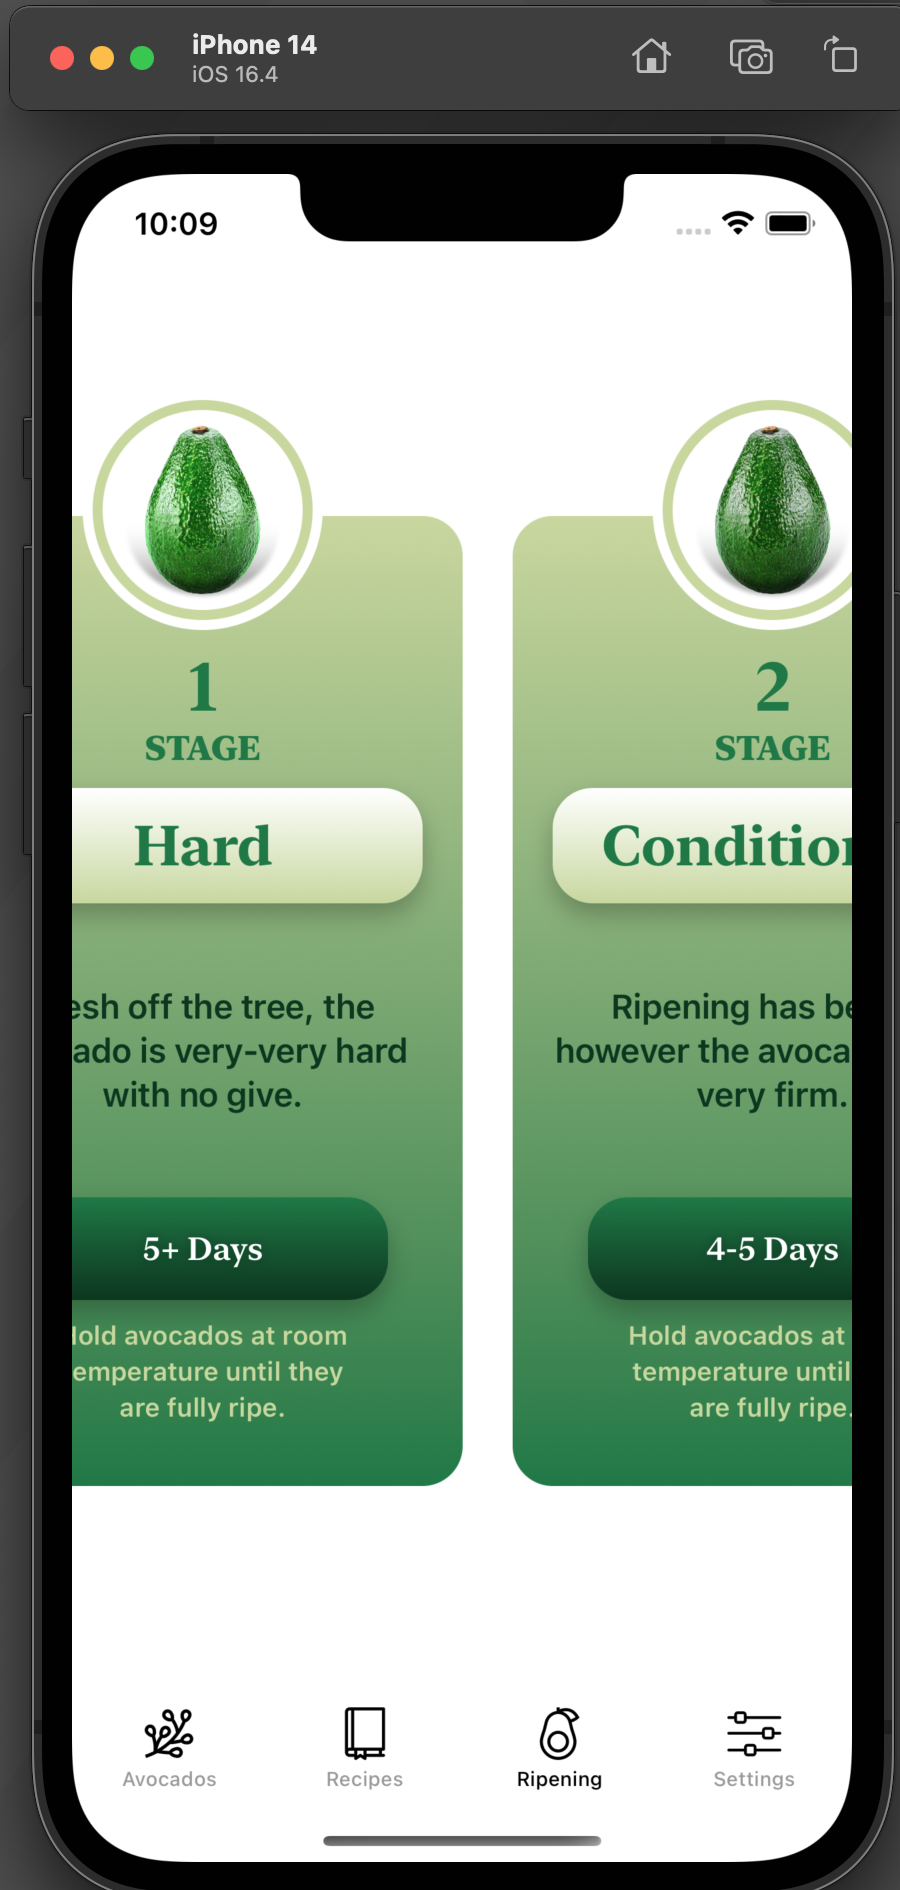 iPhone 14
iOS 16.4
10:09
1
STAGE
Hard
esh off the tree, the
ado is very-very hard
with no give.
5+ Days
Hold avocados at room
emperature until they
are fully ripe.
2
STAGE
Condition
Ripening has be
however the avoca
very firm.
4-5 Days
Hold avocados at
temperature until
are fully ripe.
Avocados
Recipes
Ripening
Settings